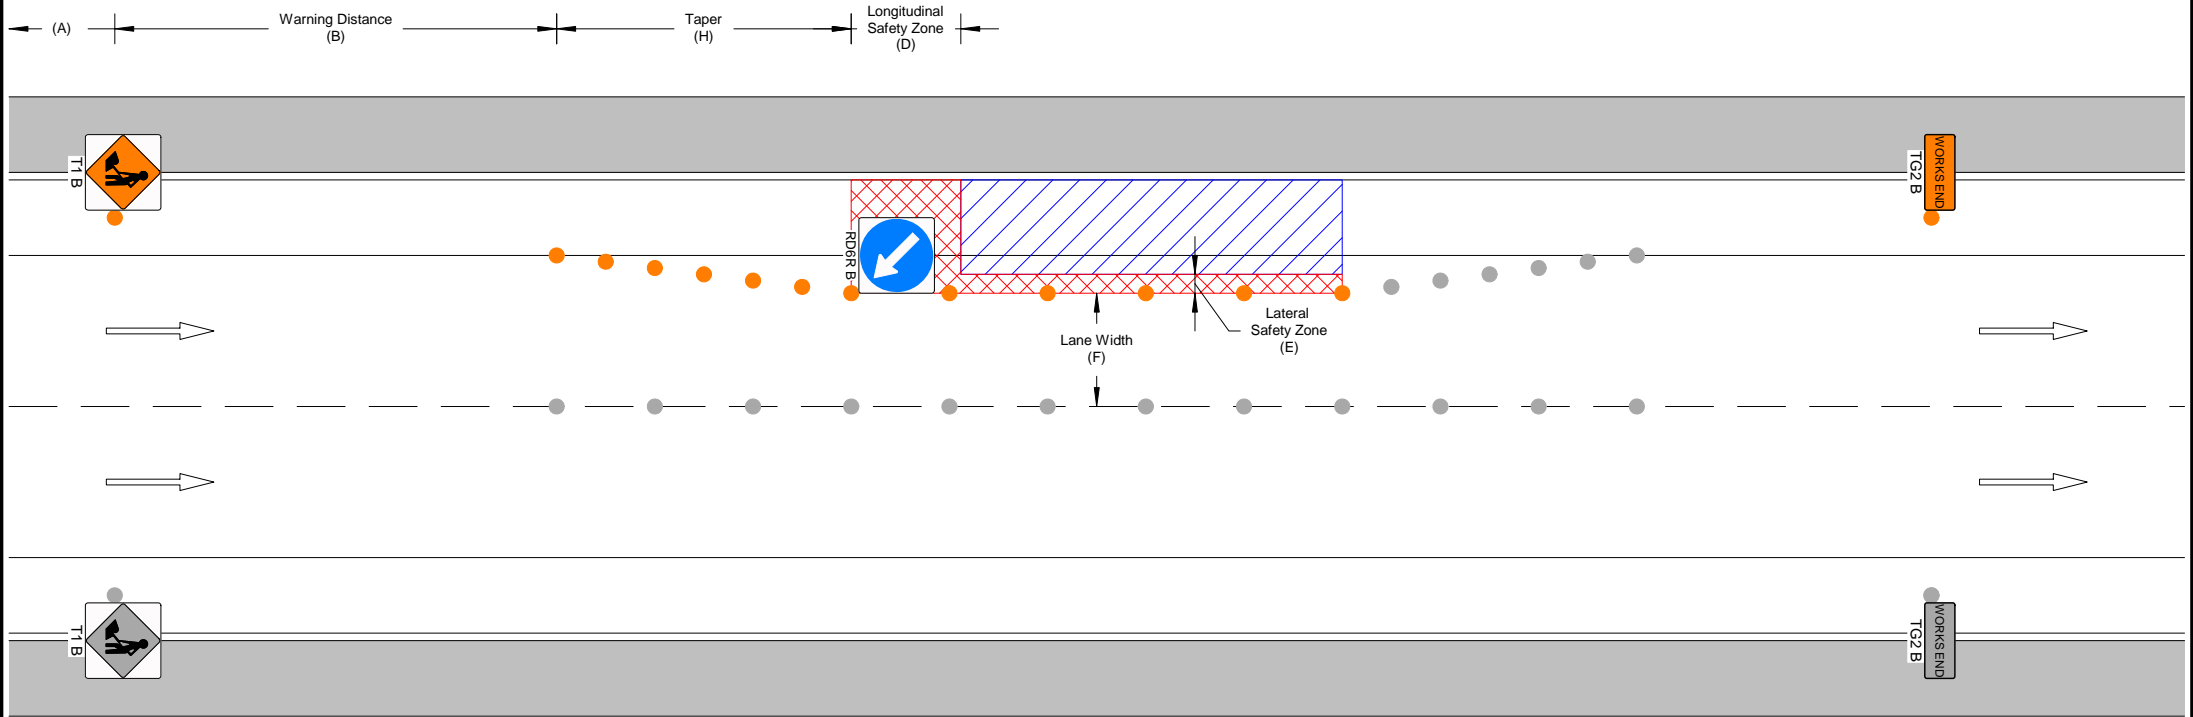 (A)
Warning Distance
(B)
Taper
(H)
Longitudinal
Safety Zone
(D)
T1 B
RD6R B
WORKS END
TG2 B
Lane Width
(F)
Lateral
Safety Zone
(E)
T1 B
WORKS END
TG2 B